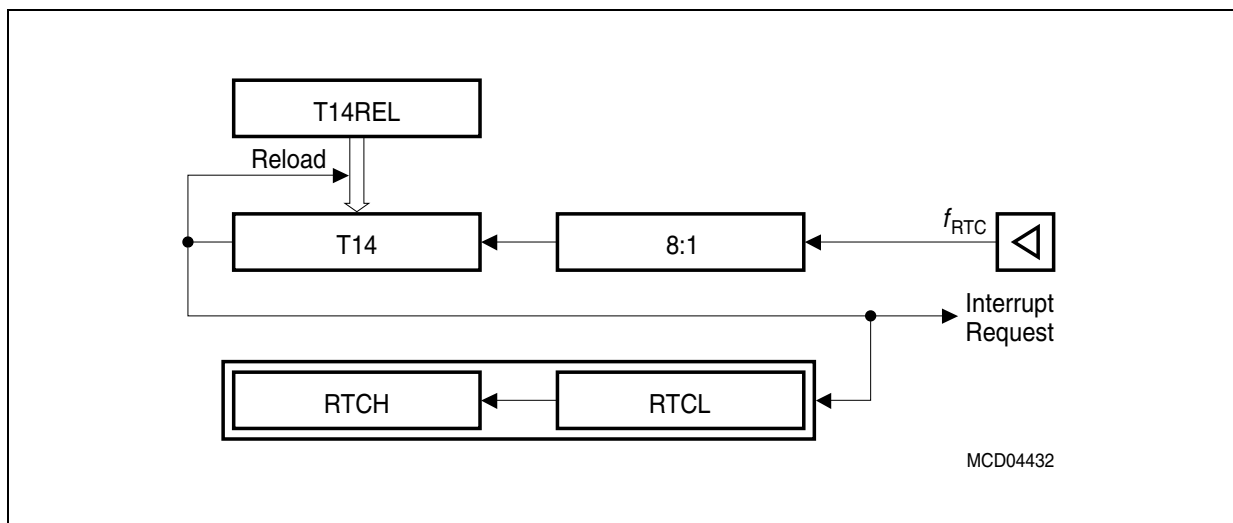 T14REL
Reload
T14
8:1
fRTC
Interrupt
Request
RTCH
RTCL
MCD04432